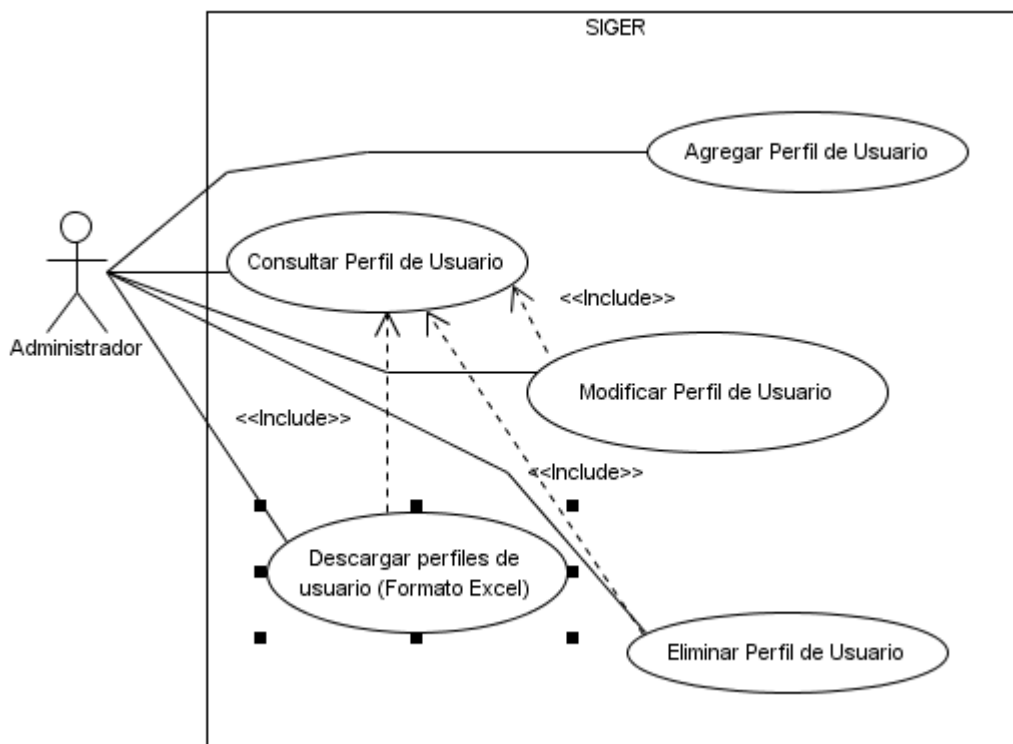 SIGER
Agregar Perfil de Usuario
Consultar Perfil de Usuario
<<Include>>
Administrador
Modificar Perfil de Usuario
<<Include>>
<<Include>>
Descargar perfiles de
usuario (Formato Excel)
Eliminar Perfil de Usuario